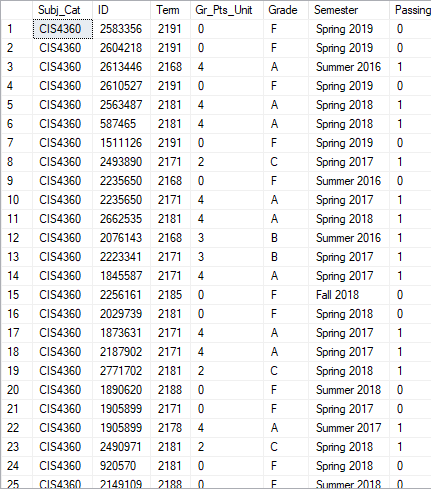 Subj_Cat ID Term Gr_Pts_Unit Grade Semester Passing
1 CIS4360 2583356 2191 0 F Spring 2019 0
2 CIS4360 2604218 2191 0 F Spring 2019 0
3 CIS4360 2613446 2168 4 A Summer 2016 1
4 CIS4360 2610527 2191 0 F Spring 2019 0
5 CIS4360 2563487 2181 4 A Spring 2018 1
6 CIS4360 587465 2181 4 A Spring 2018 1
7 CIS4360 1511126 2191 0 F Spring 2019 0
8 CIS4360 2493890 2171 2 C Spring 2017 1
9 CIS4360 2235650 2168 0 F Summer 2016 0
10 CIS4360 2235650 2171 4 A Spring 2017 1
11 CIS4360 2662535 2181 4 A Spring 2018 1
12 CIS4360 2076143 2168 3 B Summer 2016 1
13 CIS4360 2223341 2171 3 B Spring 2017 1
14 CIS4360 1845587 2171 4 A Spring 2017 1
15 CIS4360 2256161 2185 0 F Fall 2018 0
16 CIS4360 2029739 2181 0 F Spring 2018 0
17 CIS4360 1873631 2171 4 A Spring 2017 1
18 CIS4360 2187902 2171 4 A Spring 2017 1
19 CIS4360 2771702 2181 2 C Spring 2018 1
20 CIS4360 1890620 2188 0 F Summer 2018 0
21 CIS4360 1905899 2171 0 F Spring 2017 0
22 CIS4360 1905899 2178 4 A Summer 2017 1
23 CIS4360 2490971 2181 2 C Spring 2018 1
24 CIS4360 920570 2181 0 F Spring 2018 0
25 CIS4360 2149109 2188 0 F Summer 2018 0